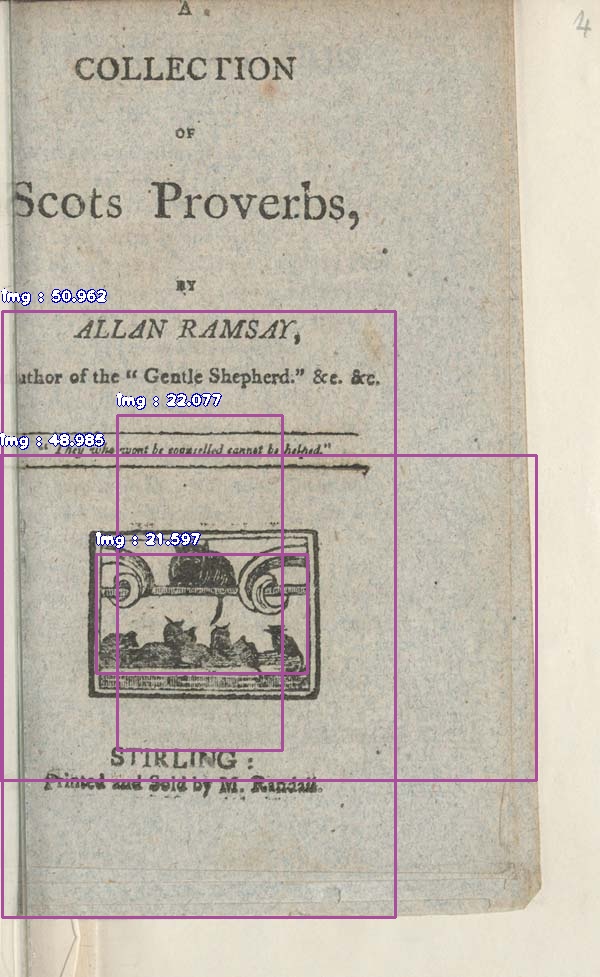 4
A
COLLECTION
OF
Scots Proverbs,
BY
img : 50.962
ALLAN RAMSAY,
author of the “ Gentle Shepherd.” &e. &c.
img : 22.077
img : 48.985
“ They who wont be counselled cannot be helped.”
img : 21.597
STIRLING :
Printed and Sold by M. Randall.